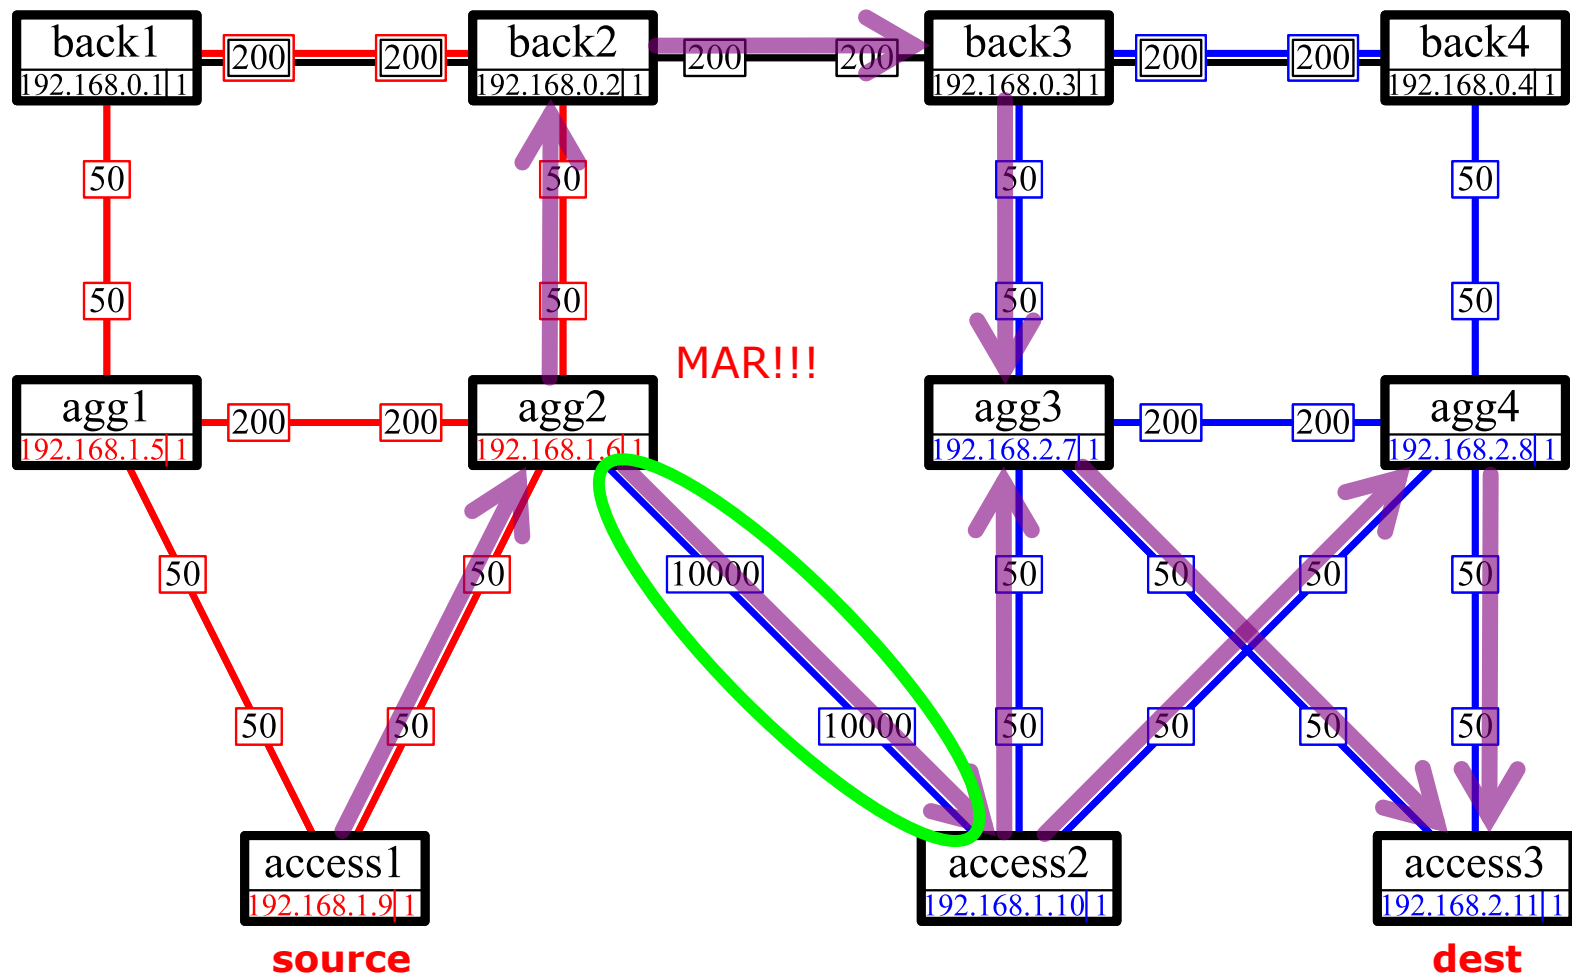 back1
192.168.0.1 1
200 200
back2
192.168.0.2 1
200 200
back3
192.168.0.3 1
200 200
back4
192.168.0.4 1
50 50 50 50
50 50 50 50
MAR!!!
agg1
192.168.1.5 1
200 200
agg2
192.168.1.6 1
agg3
192.168.2.7 1
200 200
agg4
192.168.2.8 1
50 50 10000 50 50 50 50
50 50 10000 50 50 50 50
access1
192.168.1.9 1
access2
192.168.1.10 1
access3
192.168.2.11 1
source
dest